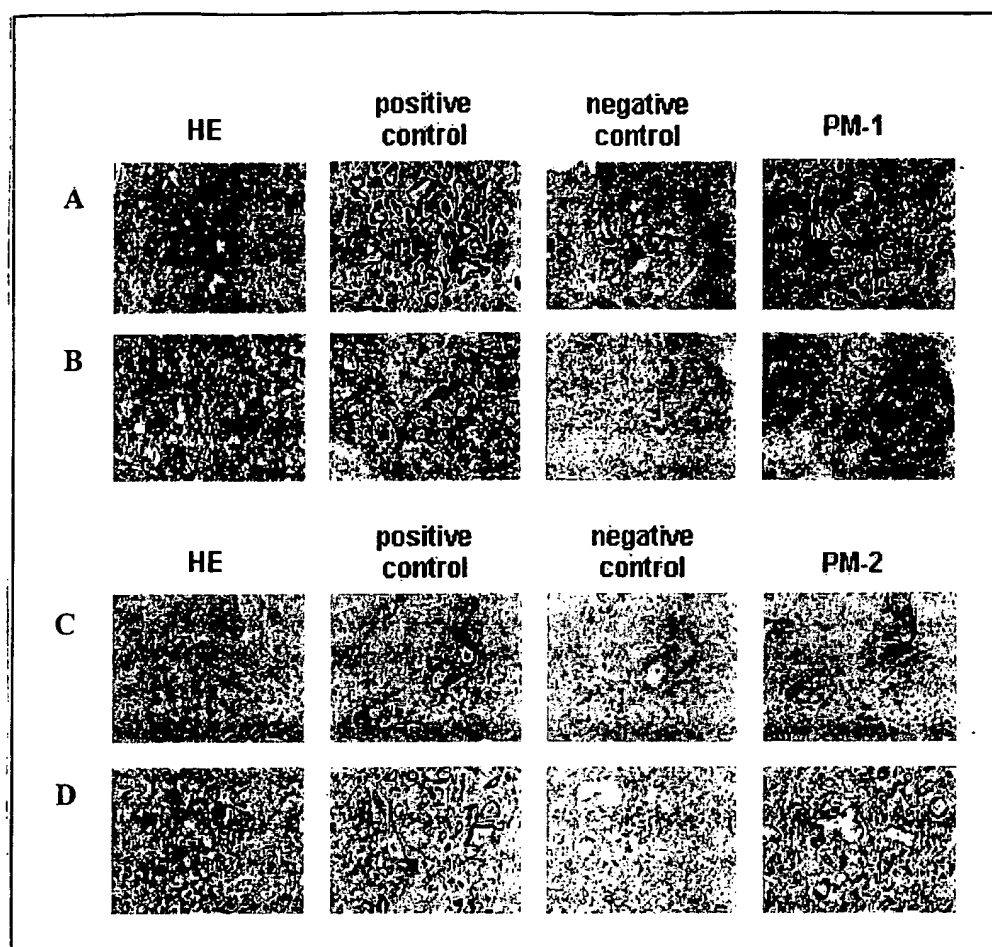 HE
positive
control
negative
control
PM-1
A
B
HE
positive
control
negative
control
PM-2
C
D